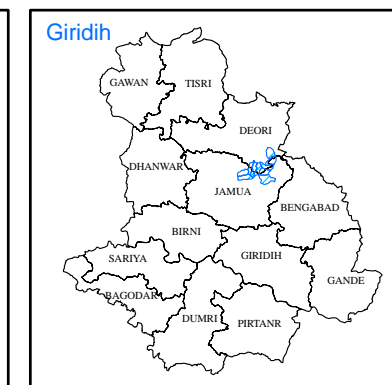 Giridih
GAWAN
TISRI
DEORI
DHANWAR
JAMUA
BENGABAD
BIRNI
SARIYA
GIRIDIH
GANDE
BAGODAR
DUMRI
PIRTANR